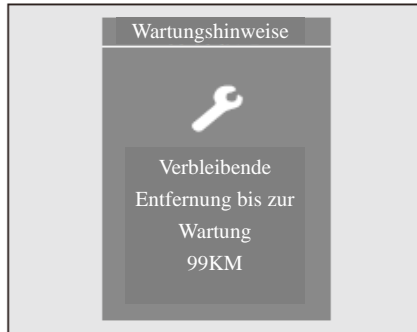 Wartungshinweise
Verbleibende
Entfernung bis zur
Wartung
99KM